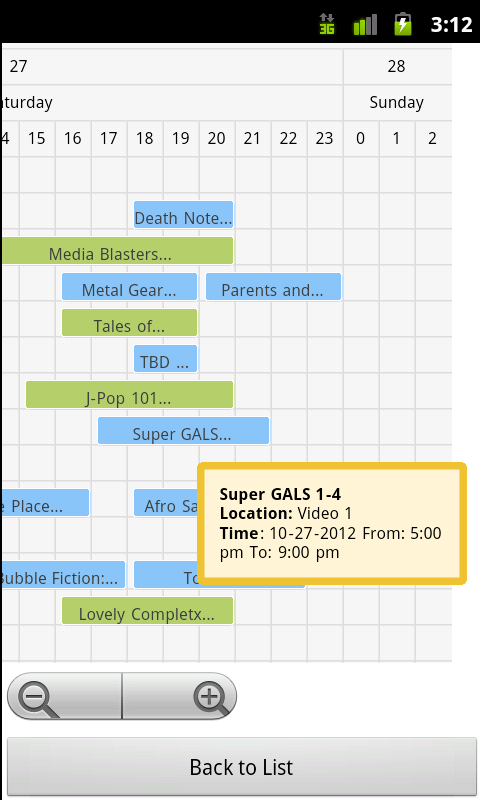 3G 3:12
27 28
aturday Sunday
4 15 16 17 18 19 20 21 22 23 0 1 2
Death Note...
Media Blasters...
Metal Gear... Parents and...
Tales of...
TBD ...
J-Pop 101...
Super GALS...
e Place... Afro Sa
Super GALS 1-4
Location: Video 1
Time: 10-27-2012 From: 5:00
pm To: 9:00 pm
Bubble Fiction:... To
Lovely Completx...
Back to List